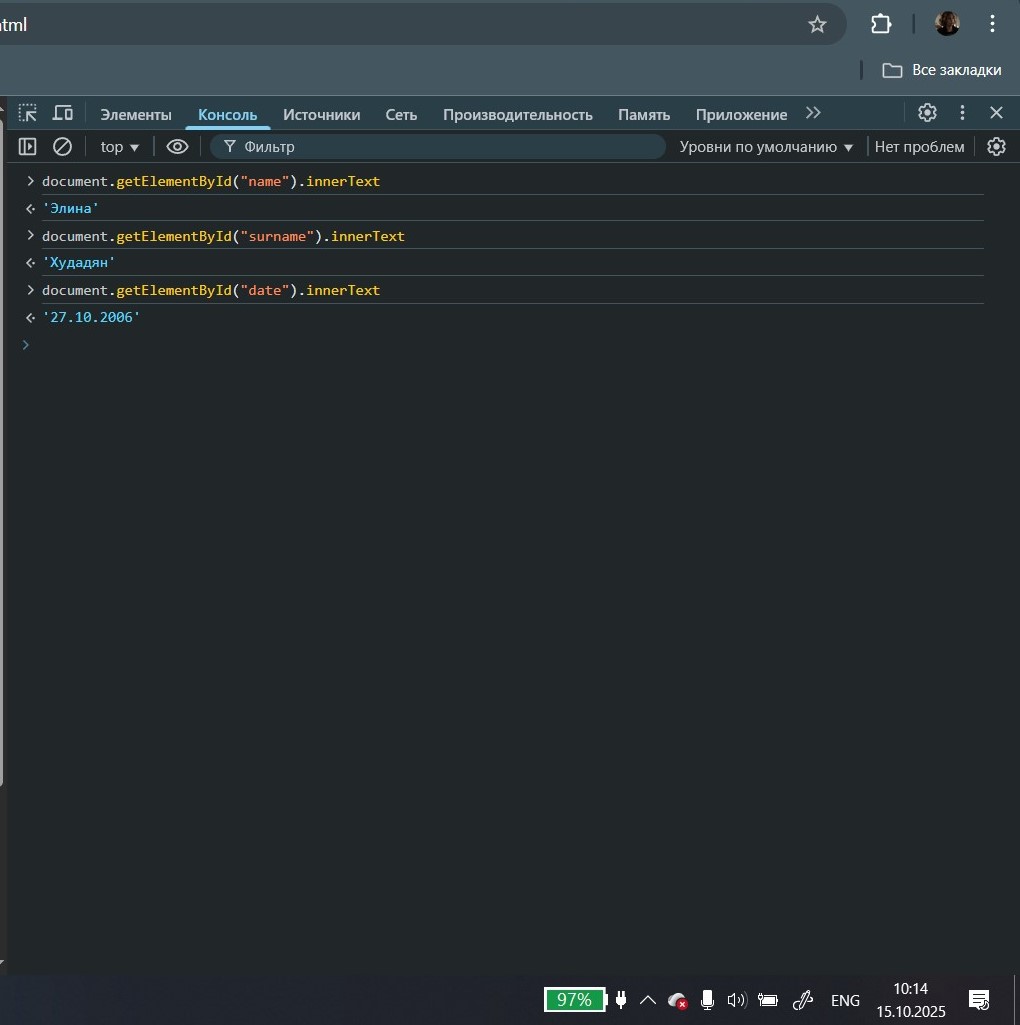 html
Все закладки
Элементы Консоль Источники Сеть Производительность Память Приложение
top Фильтр Уровни по умолчанию Нет проблем
document.getElementById("name").innerText
'Элина'
document.getElementById("surname").innerText
'Худадян'
document.getElementById("date").innerText
'27.10.2006'
97% ENG 10:14
15.10.2025